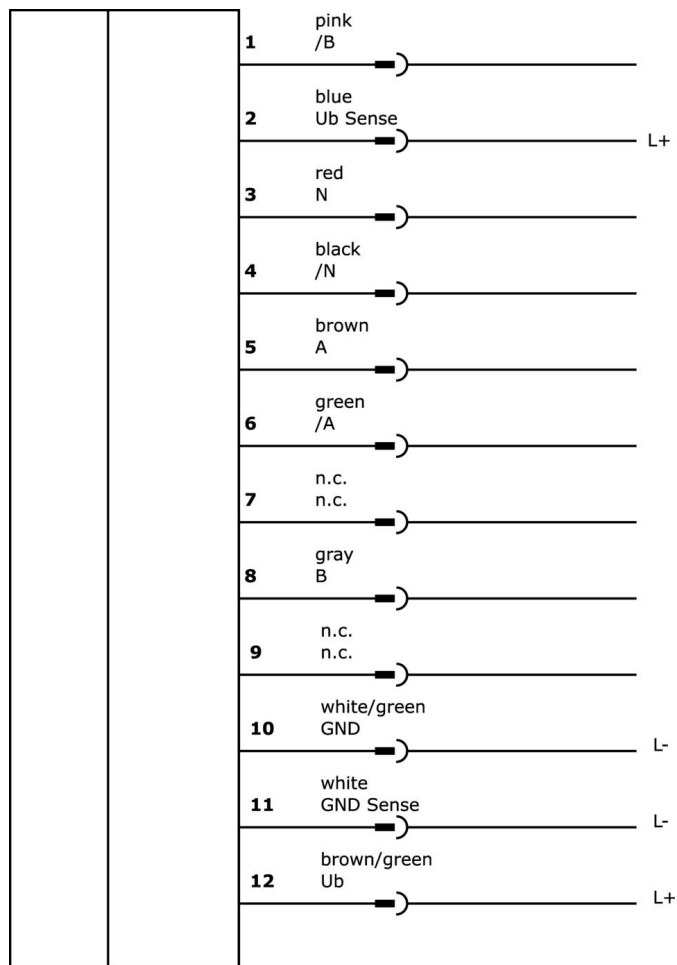 pink
1 /B
blue
2 Ub Sense L+
red
3 N
black
4 /N
brown
5 A
green
6 /A
n.c.
7 n.c.
gray
8 B
n.c.
9 n.c.
white/green
10 GND L-
white
11 GND Sense L-
brown/green
12 Ub L+